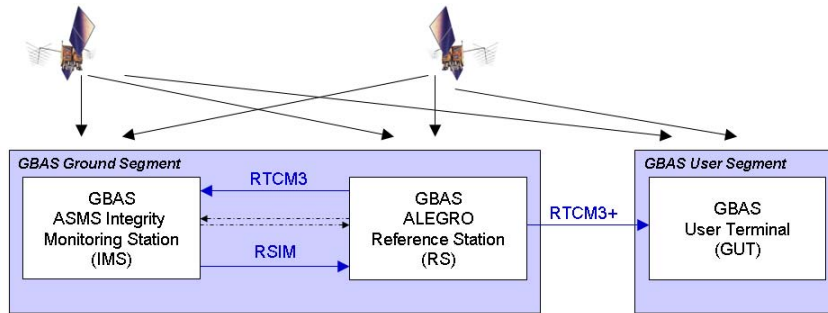 GBAS Ground Segment
GBAS
ASMS Integrity
Monitoring Station
(IMS)
RTCM3
RSIM
GBAS
ALEGRO
Reference Station
(RS)
RTCM3+
GBAS User Segment
GBAS
User Terminal
(GUT)